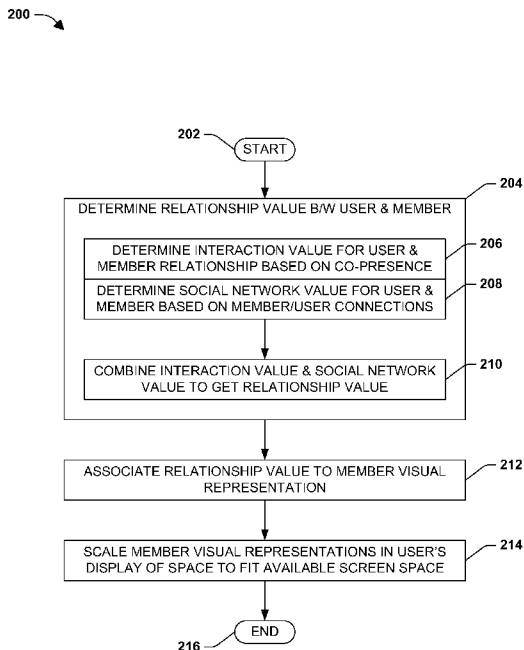 200
202
START
204
DETERMINE RELATIONSHIP VALUE B/W USER & MEMBER
DETERMINE INTERACTION VALUE FOR USER &
MEMBER RELATIONSHIP BASED ON CO-PRESENCE
206
DETERMINE SOCIAL NETWORK VALUE FOR USER &
MEMBER BASED ON MEMBER/USER CONNECTIONS
208
COMBINE INTERACTION VALUE & SOCIAL NETWORK
VALUE TO GET RELATIONSHIP VALUE
210
ASSOCIATE RELATIONSHIP VALUE TO MEMBER VISUAL
REPRESENTATION
212
SCALE MEMBER VISUAL REPRESENTATIONS IN USER'S
DISPLAY OF SPACE TO FIT AVAILABLE SCREEN SPACE
214
END
216